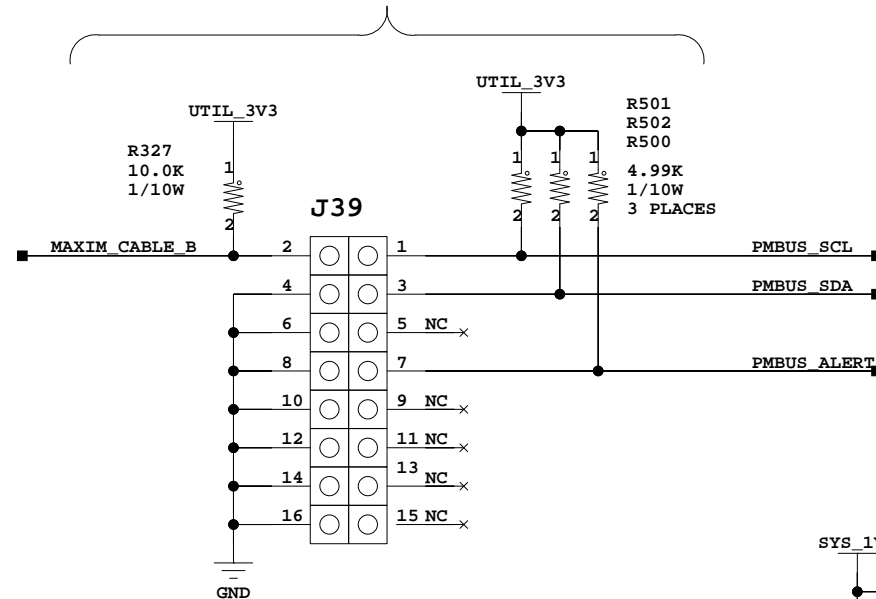 UTIL_3V3
R501
R502
R500
UTIL_3V3
R327
10.0K
1/10W
1
1 1 1
4.99K
1/10W
3 PLACES
2
2 2 2
J39
MAXIM_CABLE_B 2 1 PMBUS_SCL
4 3 PMBUS_SDA
6 5 NC
8 7 PMBUS_ALERT
10 9 NC
12 11 NC
14 13 NC
16 15 NC
GND